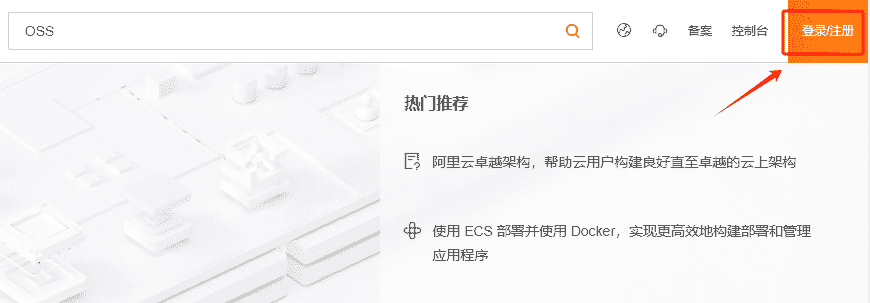 OSS
备案
控制台
登录/注册
热门推荐
阿里云卓越架构，帮助云用户构建良好直至卓越的云上架构
使用 ECS 部署并使用 Docker，实现更高效地构建部署和管理
应用程序